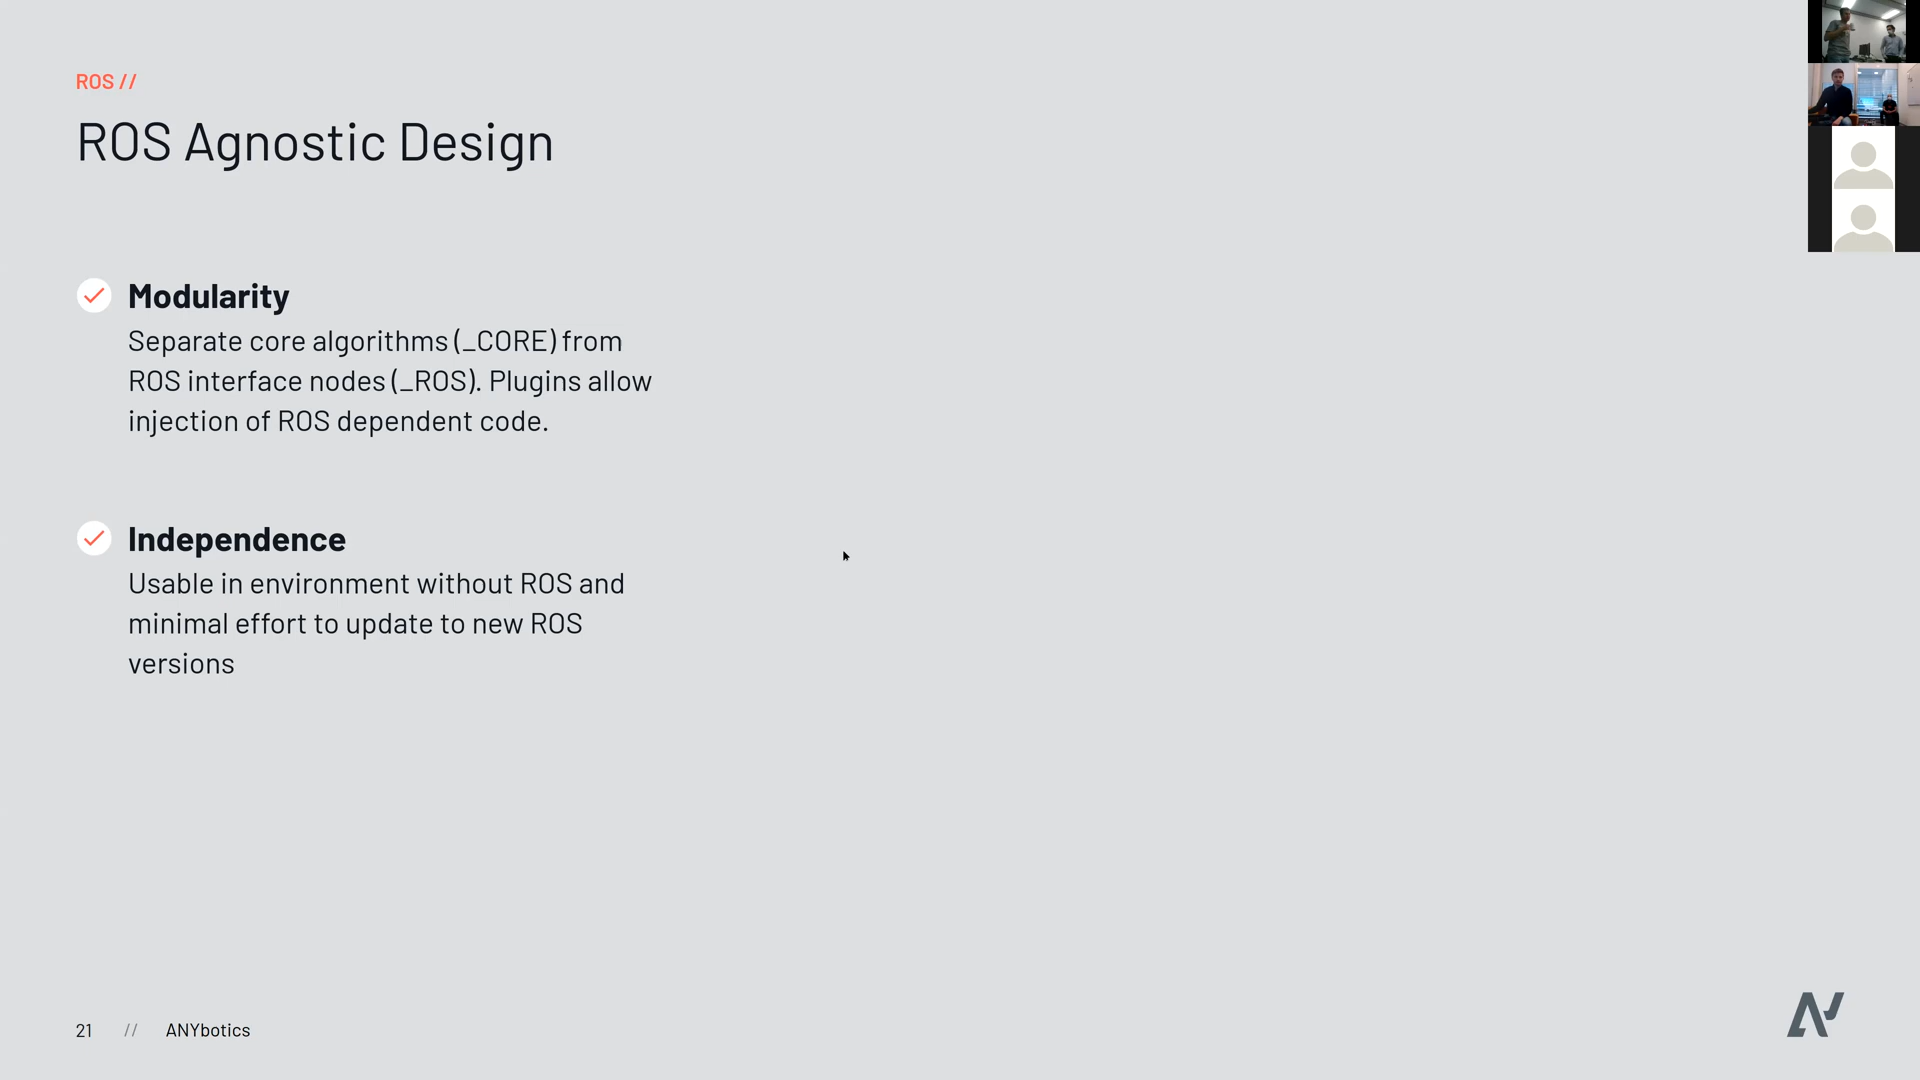 ROS //
ROS Agnostic Design
Modularity
Separate core algorithms (_CORE) from
ROS interface nodes (_ROS). Plugins allow
injection of ROS dependent code.
Independence
Usable in environment without ROS and
minimal effort to update to new ROS
versions
21 // ANYbotics